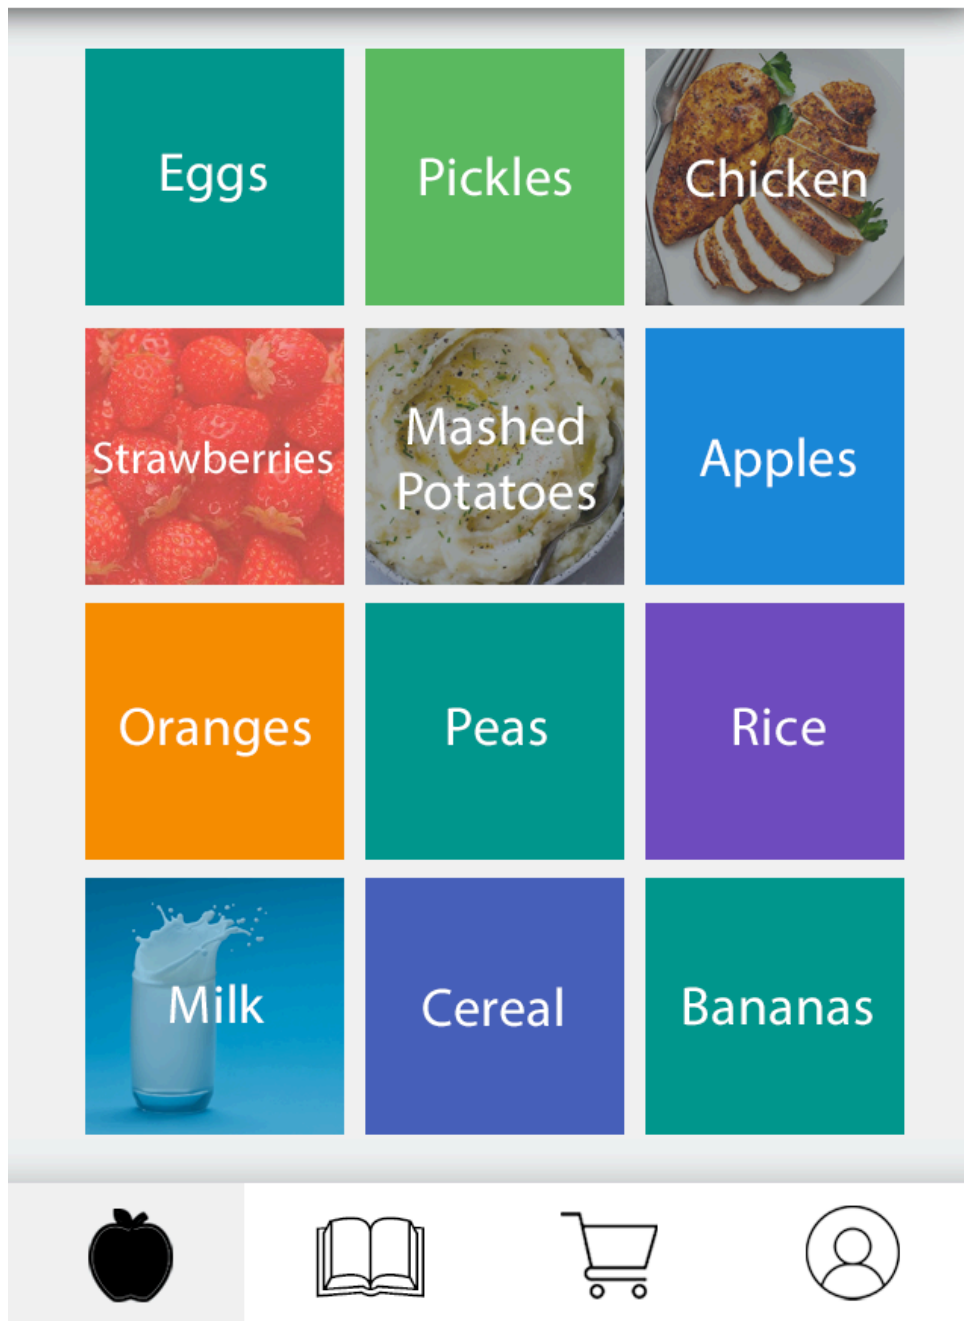 Eggs
Pickles
Chicken
Strawberries
Mashed
Potatoes
Apples
Oranges
Peas
Rice
Milk
Cereal
Bananas